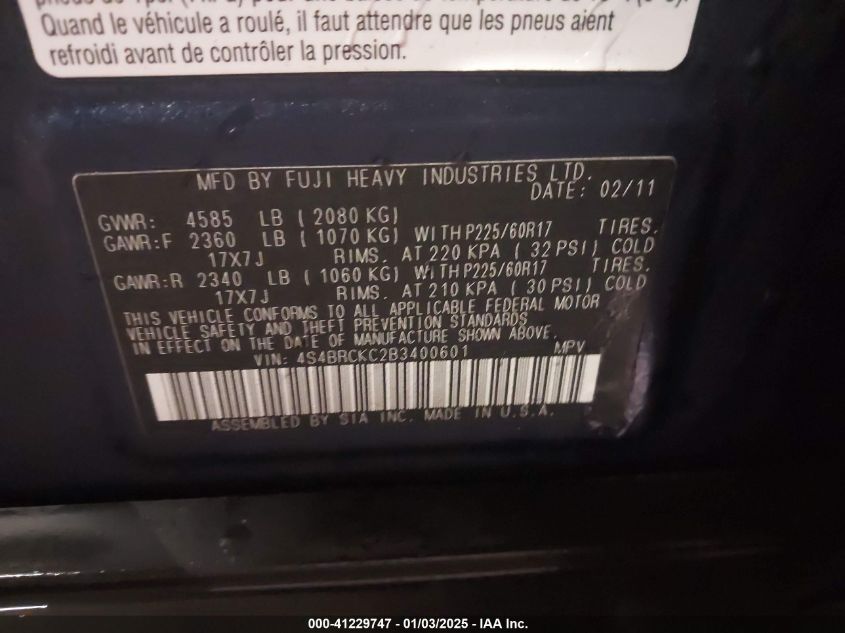 Quand le véhicule a roulé, il faut attendre que les pneus aient
refroidi avant de contrôler la pression.
MFD BY FUJI HEAVY INDUSTRIES LTD.
DATE: 02/11
GVWR: 4585 LB ( 2080 KG)
GAWR:F 2360 LB ( 1070 KG) WITH P225/60R17 TIRES.
17X7J RIMS. AT 220 KPA ( 32 PSI) COLD
GAWR:R 2340 LB ( 1060 KG) WITH P225/60R17 TIRES.
17X7J RIMS. AT 210 KPA ( 30 PSI) COLD
THIS VEHICLE CONFORMS TO ALL APPLICABLE FEDERAL MOTOR
VEHICLE SAFETY AND THEFT PREVENTION STANDARDS
IN EFFECT ON THE DATE OF MANUFACTURE SHOWN ABOVE.
VIN: 4S4BRCKC2B3400601 MPV
ASSEMBLED BY SIA INC. MADE IN U.S.A.
000-41229747 - 01/03/2025 - IAA Inc.